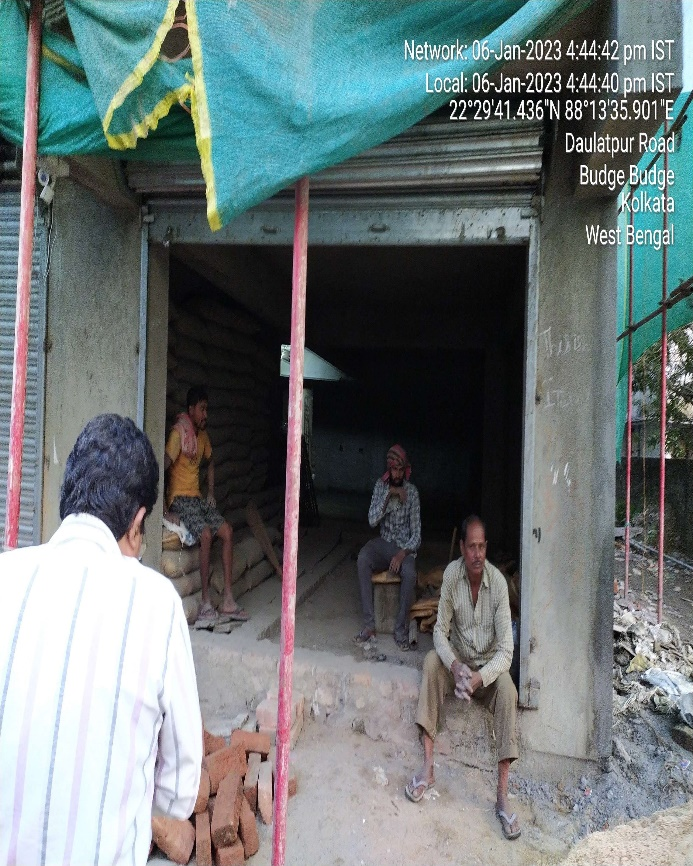 Network: 06-Jan-2023 4:44:42 pm IST
Local: 06-Jan-2023 4:44:40 pm IST
22°29'41.436"N 88°13'35.901"E
Daulatpur Road
Budge Budge
Kolkata
West Bengal